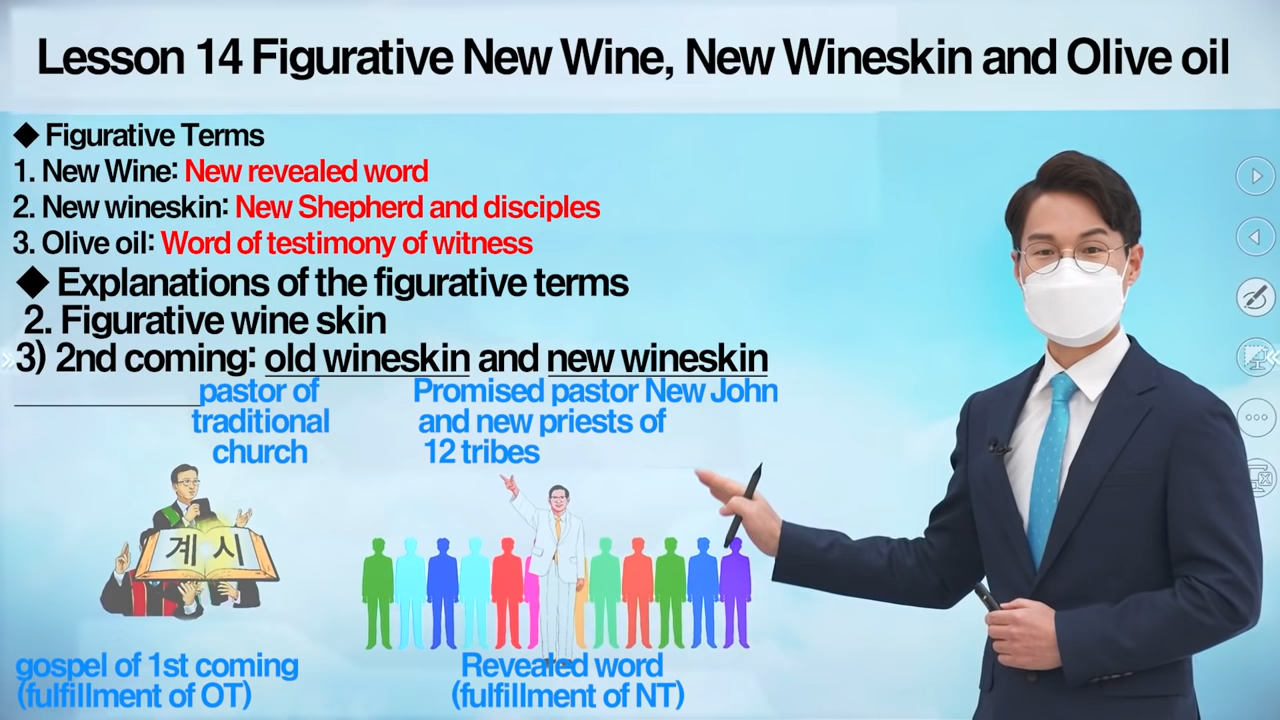 Lesson 14 Figurative New Wine, New Wineskin and Olive oil
◆ Figurative Terms
1. New Wine: New revealed word
2. New wineskin: New Shepherd and disciples
3. Olive oil: Word of testimony of witness
◆ Explanations of the figurative terms
2. Figurative wine skin
3) 2nd coming: old wineskin and new wineskin
pastor of traditional church
Promised pastor New John
and new priests of
12 tribes
계 시
gospel of 1st coming
(fulfillment of OT)
Revealed word
(fulfillment of NT)